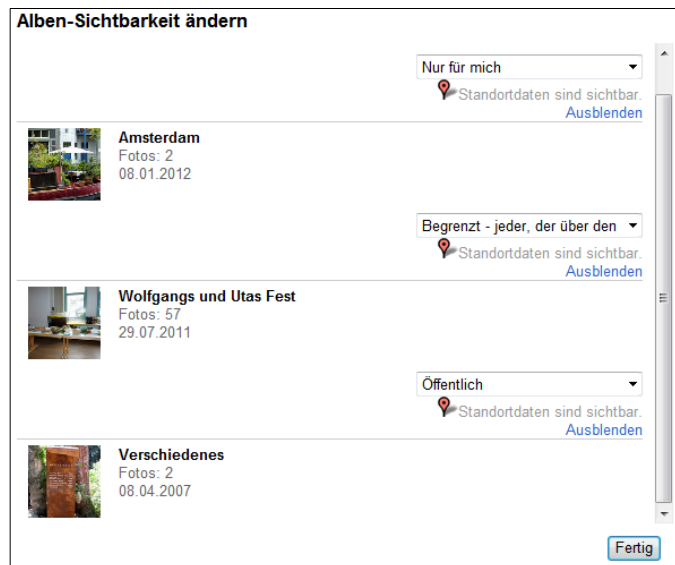 Alben-Sichtbarkeit ändern
Nur für mich
Standortdaten sind sichtbar.
Ausblenden
Amsterdam
Fotos: 2
08.01.2012
Begrenzt - jeder, der über den
Standortdaten sind sichtbar.
Ausblenden
Wolfgangs und Utas Fest
Fotos: 57
29.07.2011
Öffentlich
Standortdaten sind sichtbar.
Ausblenden
Verschiedenes
Fotos: 2
08.04.2007
Fertig